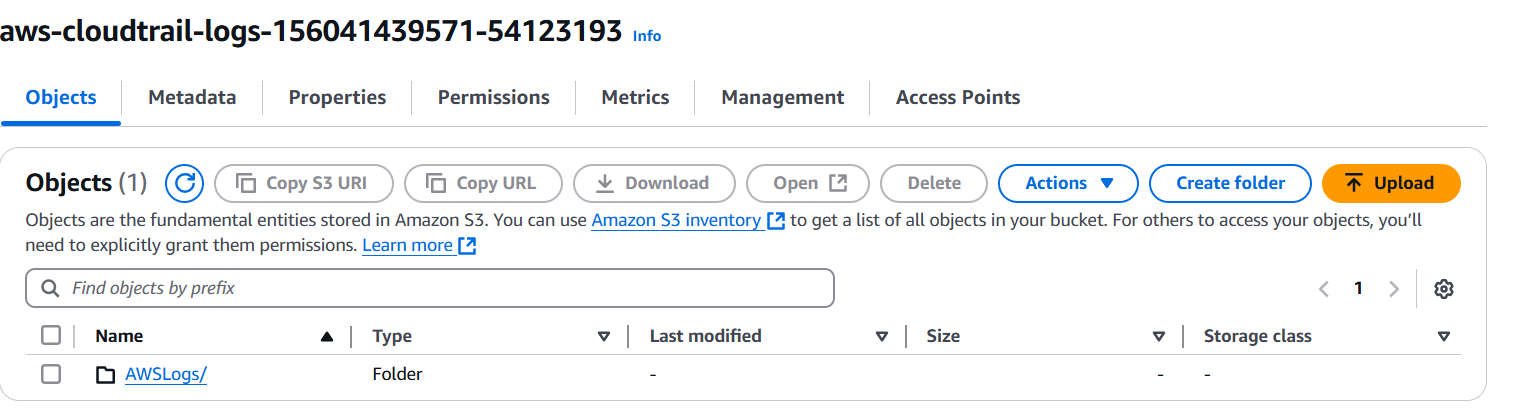 aws-cloudtrail-logs-156041439571-54123193 Info
Objects Metadata Properties Permissions Metrics Management Access Points
Objects (1) Copy S3 URI Copy URL Download Open Delete Actions Create folder Upload
Objects are the fundamental entities stored in Amazon S3. You can use Amazon S3 inventory to get a list of all objects in your bucket. For others to access your objects, you'll
need to explicitly grant them permissions. Learn more
Find objects by prefix 1
Name Type Last modified Size Storage class
AWSLogs/ Folder - - -